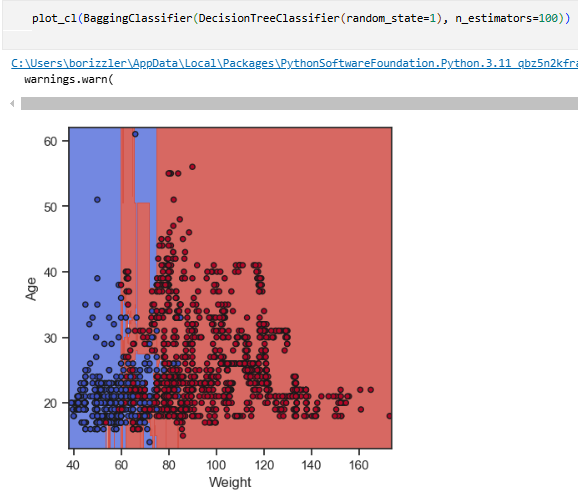 plot_cl(BaggingClassifier(DecisionTreeClassifier(random_state=1), n_estimators=100))
C:\Users\borizzler\AppData\Local\Packages\PythonSoftwareFoundation.Python.3.11_qbz5n2kfra
warnings.warn(
60
50
Age
40
30
20
40 60 80 100 120 140 160
Weight